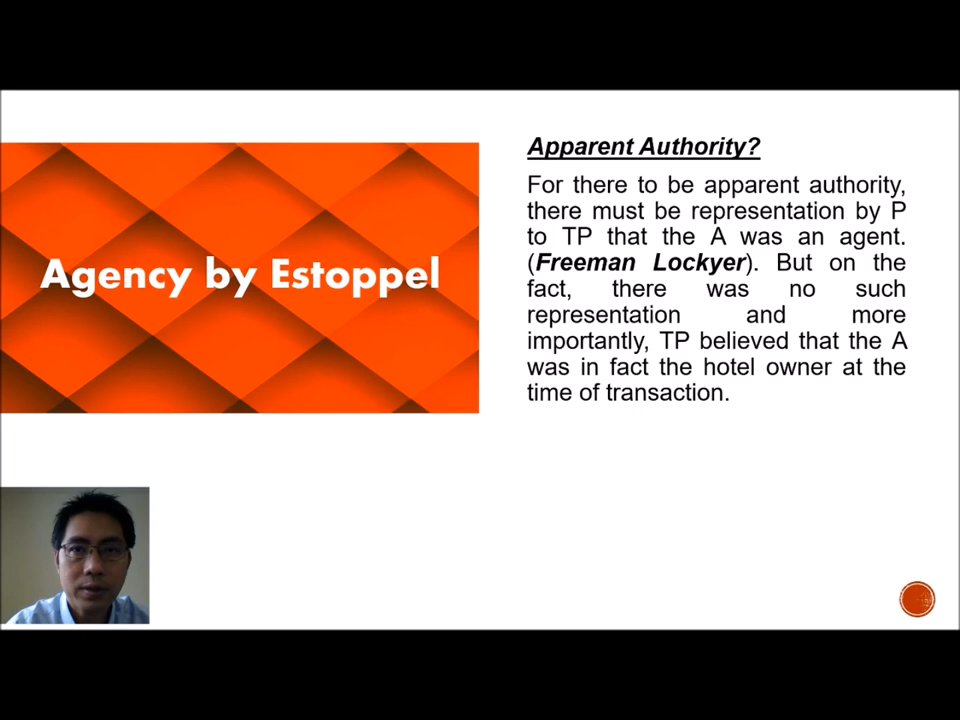 Agency by Estoppel
Apparent Authority?
For there to be apparent authority,
there must be representation by P
to TP that the A was an agent.
(Freeman Lockyer). But on the
fact, there was no such
representation and more
importantly, TP believed that the A
was in fact the hotel owner at the
time of transaction.